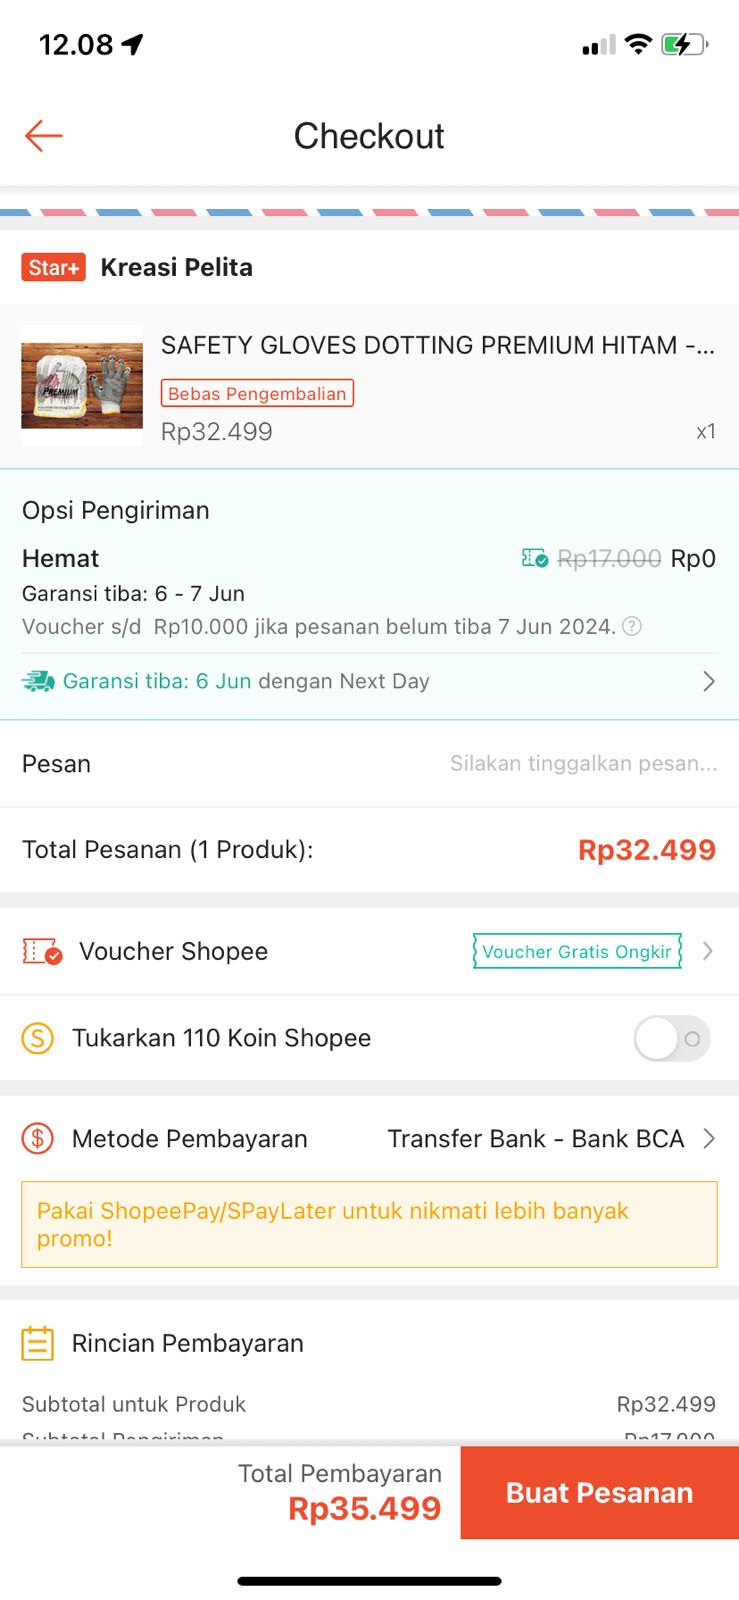 12.08
Checkout
Star+ Kreasi Pelita
SAFETY GLOVES DOTTING PREMIUM HITAM -...
PREMIUM
Bebas Pengembalian
Rp32.499 x1
Opsi Pengiriman
Hemat Rp17.000 Rp0
Garansi tiba: 6 - 7 Jun
Voucher s/d Rp10.000 jika pesanan belum tiba 7 Jun 2024. ?
Garansi tiba: 6 Jun dengan Next Day
Pesan Silakan tinggalkan pesan...
Total Pesanan (1 Produk): Rp32.499
Voucher Shopee Voucher Gratis Ongkir
S Tukarkan 110 Koin Shopee
$ Metode Pembayaran Transfer Bank - Bank BCA
Pakai ShopeePay/SPayLater untuk nikmati lebih banyak
promo!
Rincian Pembayaran
Subtotal untuk Produk Rp32.499
Subtotal Pengiriman Rp17.000
Total Pembayaran
Rp35.499
Buat Pesanan